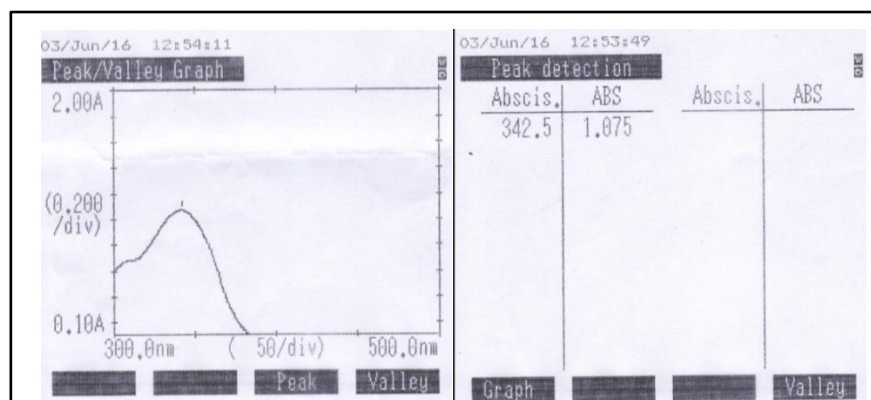 03/Jun/16 12:54:11
Peak/Valley Graph
2.00A
(0.200
/div)
0.10A
300.0nm ( 50/div) 500.0nm
Peak Valley
03/Jun/16 12:53:49
Peak detection
Abscis. ABS Abscis. ABS
342.5 1.075
Graph Valley